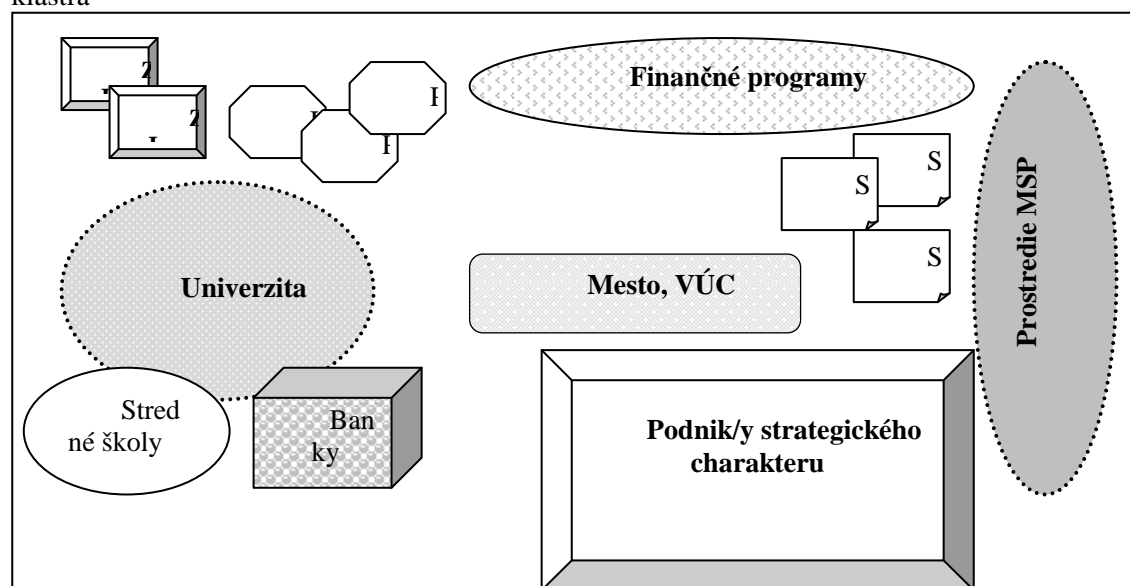 Finančné programy
S
S
S
Prostredie MSP
Univerzita
Mesto, VÚC
Stred
né školy
Ban
ky
Podnik/y strategického
charakteru